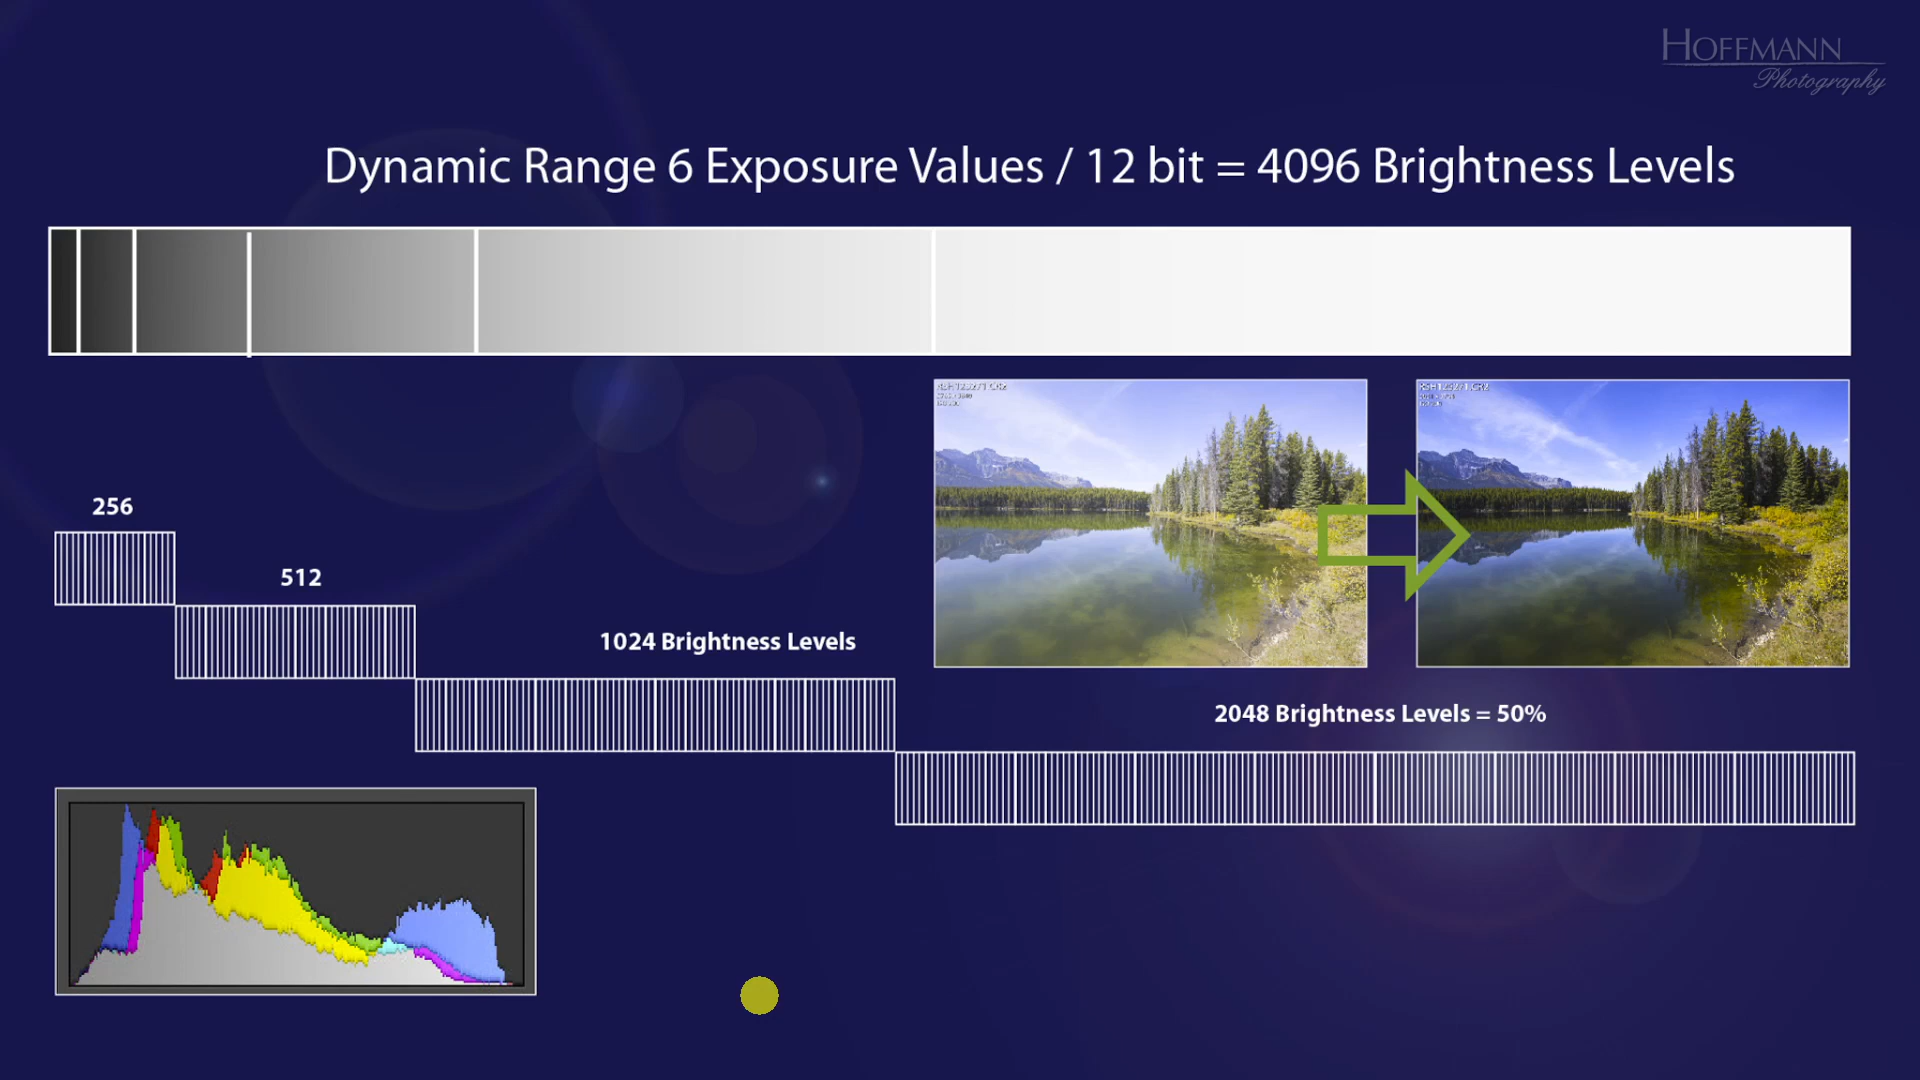 HOFFMANN
Photography
Dynamic Range 6 Exposure Values / 12 bit = 4096 Brightness Levels
256
512
1024 Brightness Levels
2048 Brightness Levels = 50%